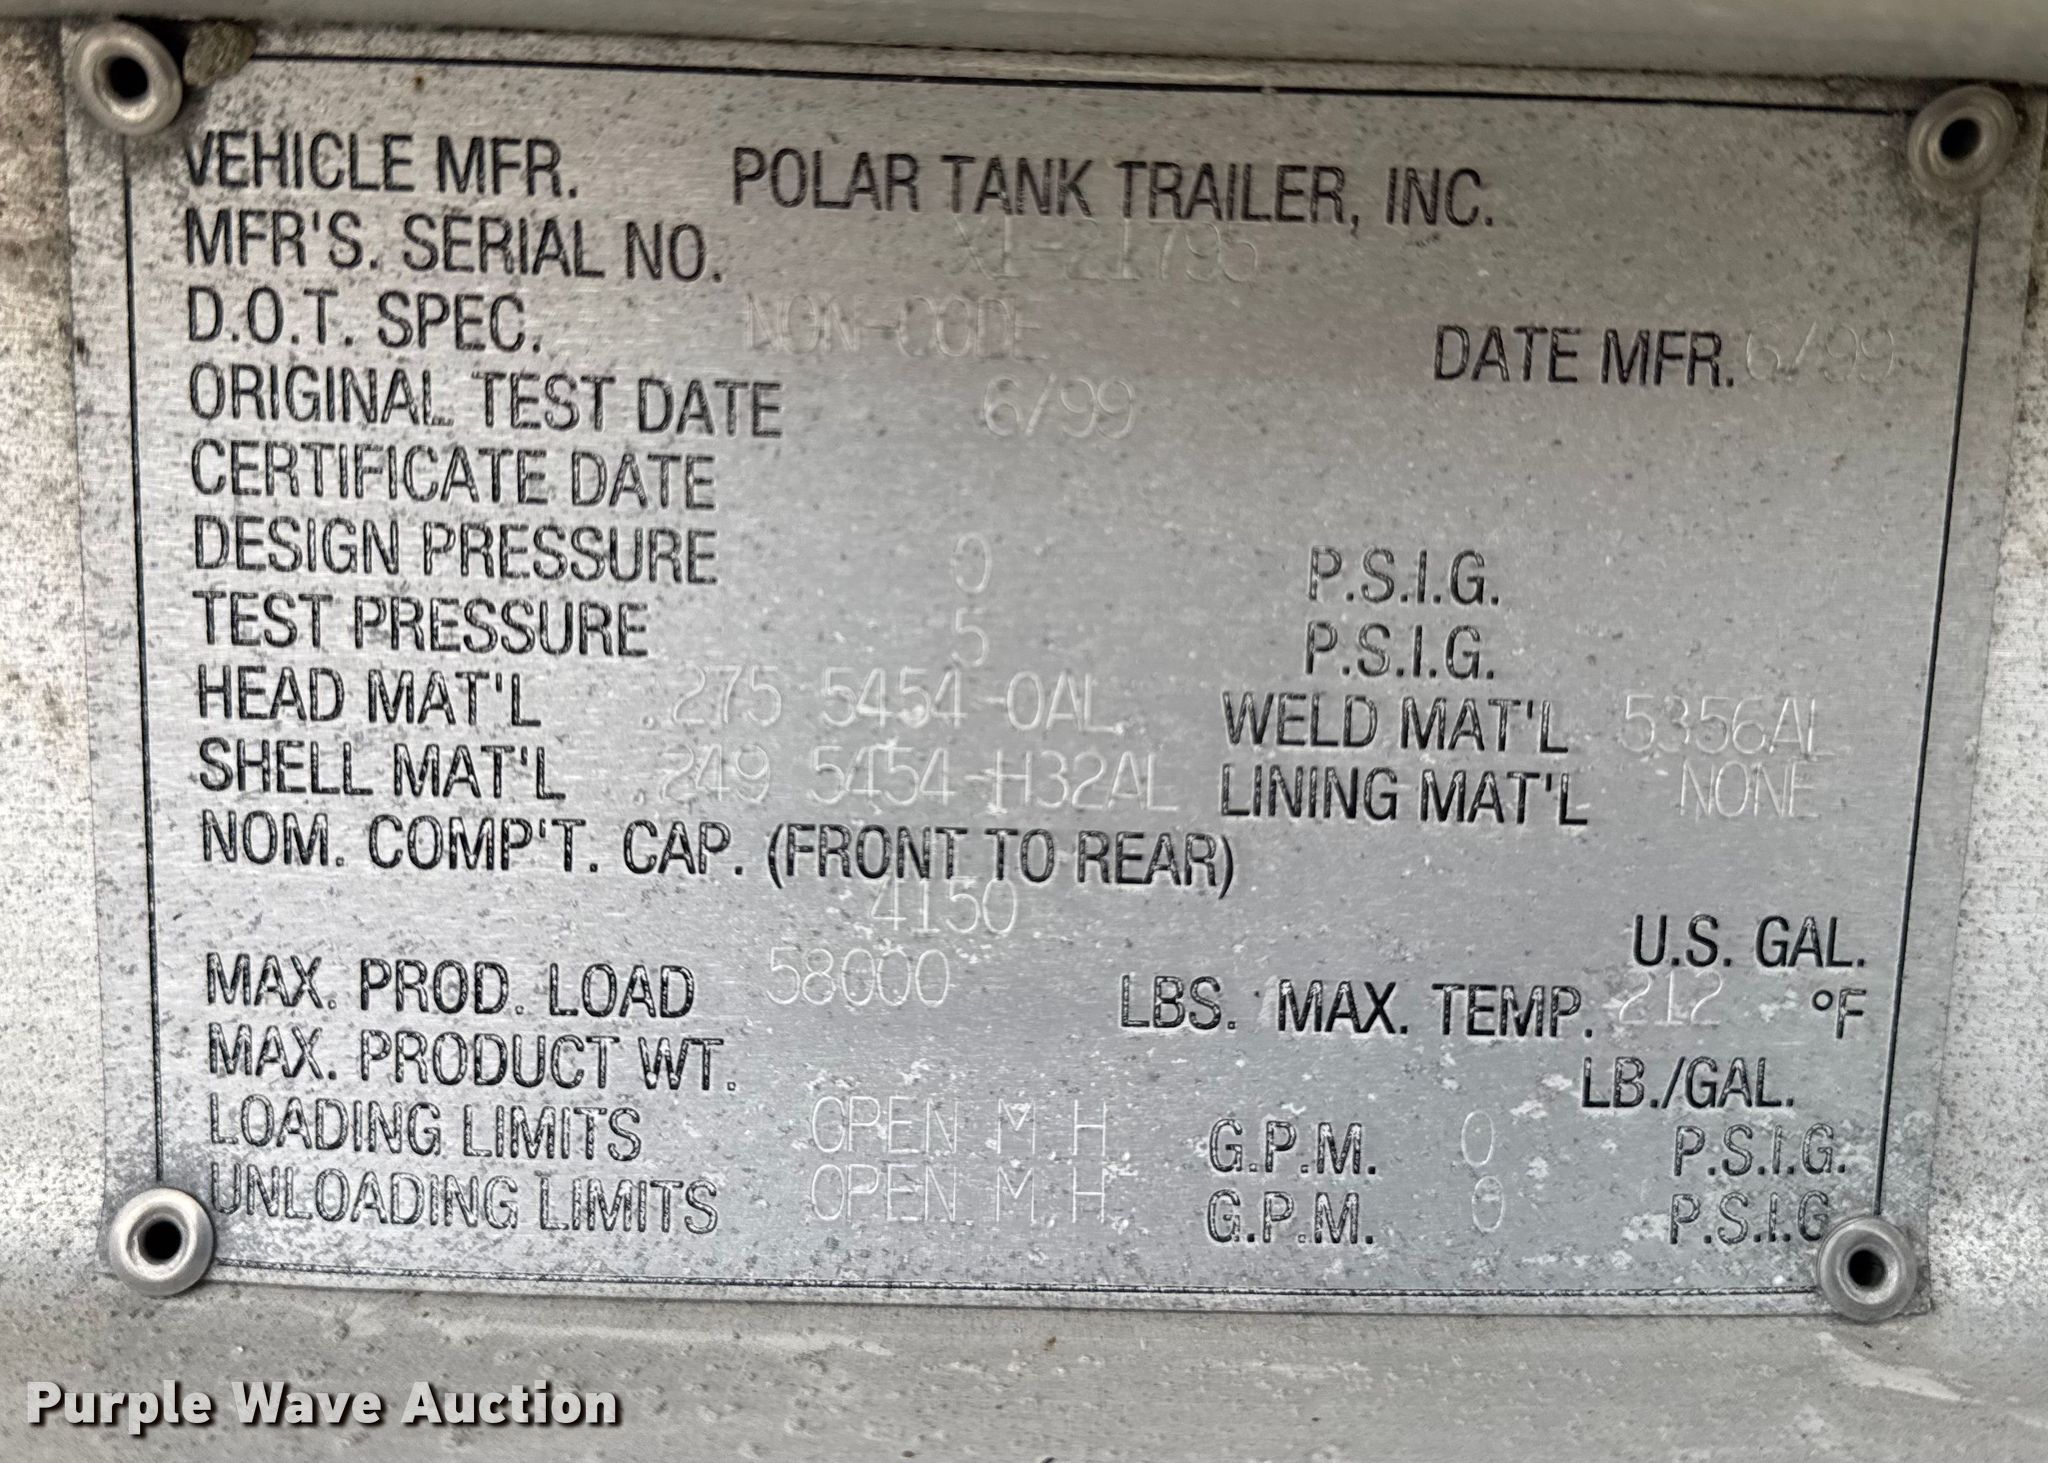 VEHICLE MFR. POLAR TANK TRAILER, INC.
MFR'S. SERIAL NO. X1-21795
D.O.T. SPEC. NON-CODE DATE MFR. 6/99
ORIGINAL TEST DATE 6/99
CERTIFICATE DATE
DESIGN PRESSURE 0 P.S.I.G.
TEST PRESSURE 5 P.S.I.G.
HEAD MAT'L .275 5454-OAL WELD MAT'L 5356AL
SHELL MAT'L .249 5454-H32AL LINING MAT'L NONE
NOM. COMP'T. CAP. (FRONT TO REAR)
4150 U.S. GAL.
MAX. PROD. LOAD 58000 LBS. MAX. TEMP. 212 °F
MAX. PRODUCT WT. LB./GAL.
LOADING LIMITS OPEN M.H. G.P.M. 0 P.S.I.G.
UNLOADING LIMITS OPEN M.H. G.P.M. 0 P.S.I.G
Purple Wave Auction